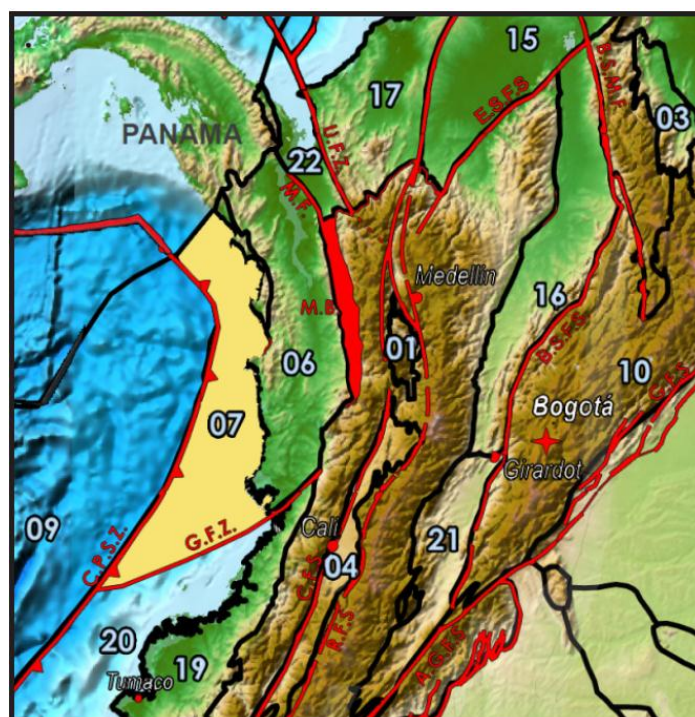 15
17
B.S.M.F.
E.S.F.S
03
PANAMA
U.F.Z.
22
M.F.
Medellín
16
M.B.
01
B.S.F.S
06
10
G.F.S
07
Bogotá
Girardot
09
G.F.Z.
Cali
21
C.P.S.Z.
04
C.F.S
R.F.S
20
A.G.F.S
19
Tumaco